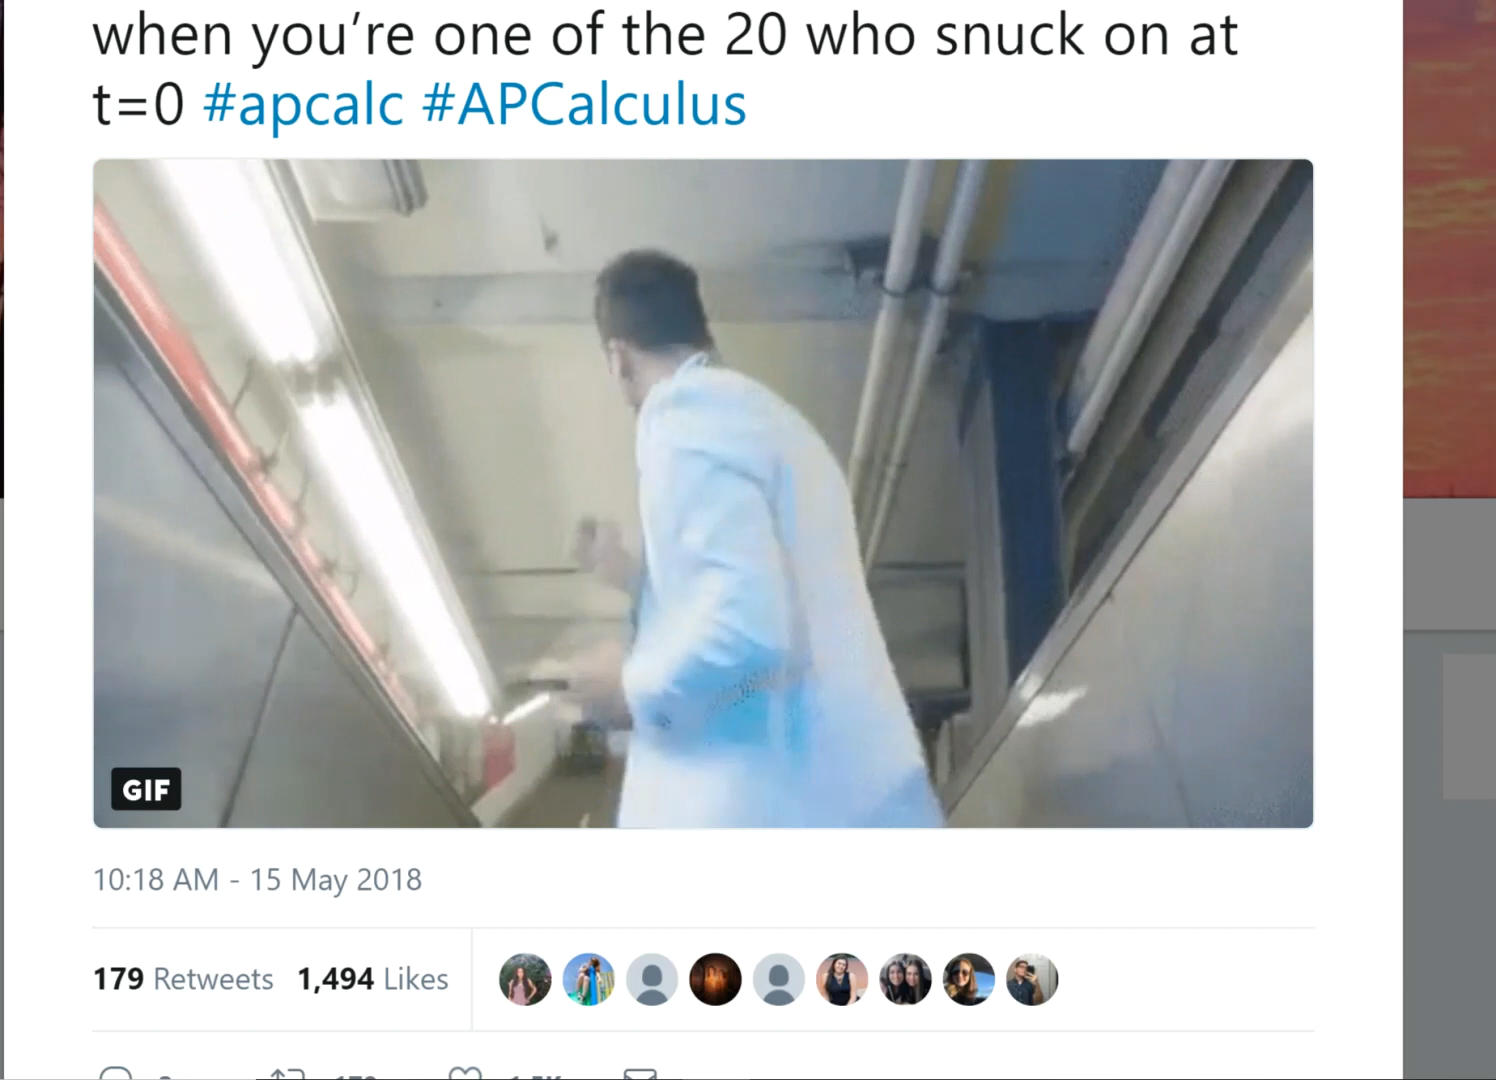 when you’re one of the 20 who snuck on at
t=0 #apcalc #APCalculus
GIF
10:18 AM - 15 May 2018
179 Retweets 1,494 Likes